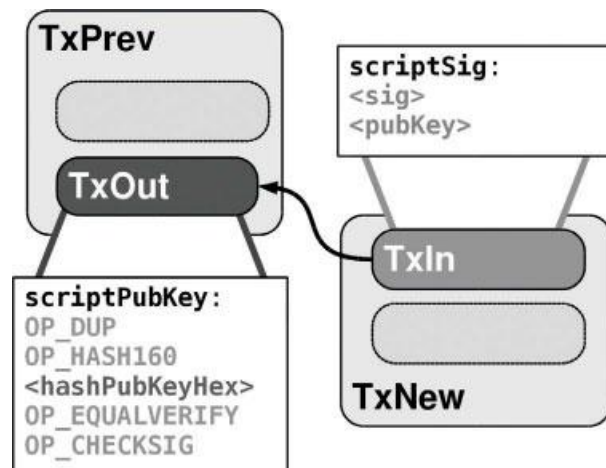 TxPrev
TxOut
scriptPubKey:
OP_DUP
OP_HASH160
<hashPubKeyHex>
OP_EQUALVERIFY
OP_CHECKSIG
scriptSig:
<sig>
<pubKey>
TxIn
TxNew